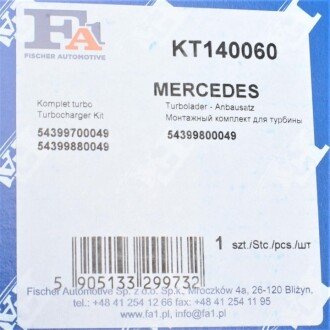 FA1
FISCHER AUTOMOTIVE
KT140060
MERCEDES
Komplet turbo
Turbocharger Kit
54399700049
54399880049
Turbolader - Anbausatz
Монтажный комплект для турбины
54399800049
1 szt./Stc./pcs./шт
5 905133 299732
Fischer Automotive Sp. z o.o. Sp.k., Mroczków 4a, 26-120 Bliżyn.
tel.: +48 41 254 12 66 fax +48 41 254 11 95
info@fa1.pl www.fa1.com